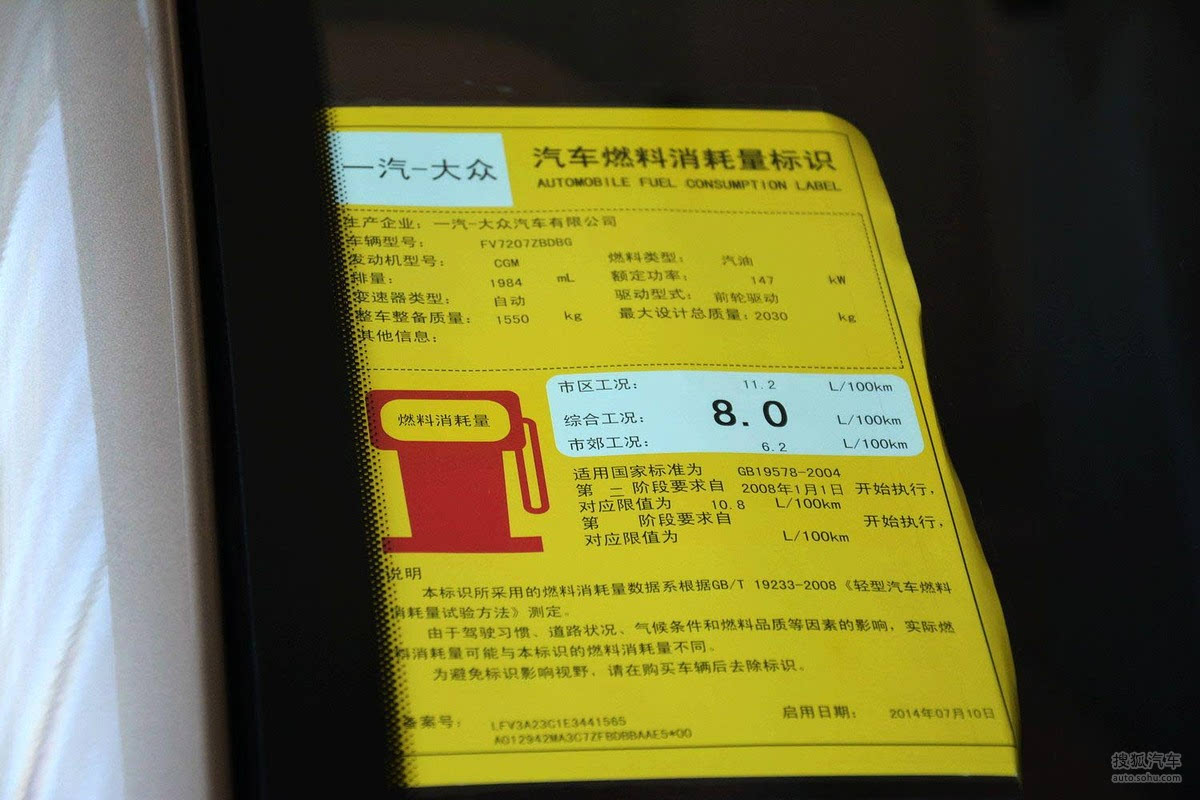 一汽-大众
汽车燃料消耗量标识
AUTOMOBILE FUEL CONSUMPTION LABEL
生产企业：一汽-大众汽车有限公司
车辆型号： FV7207ZBDBG
发动机型号： CGM 燃料类型： 汽油
排量： 1984 mL 额定功率： 147 kW
变速器类型： 自动 驱动型式： 前轮驱动
整车整备质量： 1550 kg 最大设计总质量：2030 kg
其他信息：
燃料消耗量
市区工况： 11.2 L/100km
综合工况： 8.0 L/100km
市郊工况： 6.2 L/100km
适用国家标准为 GB19578-2004
第 二 阶段要求自 2008年1月1日 开始执行，
对应限值为 10.8 L/100km
第 阶段要求自 开始执行，
对应限值为 L/100km
说明
本标识所采用的燃料消耗量数据系根据GB/T 19233-2008《轻型汽车燃料
消耗量试验方法》测定。
由于驾驶习惯、道路状况、气候条件和燃料品质等因素的影响，实际燃
料消耗量可能与本标识的燃料消耗量不同。
为避免标识影响视野，请在购买车辆后去除标识。
备案号： LFV3A23C1E3441565 启用日期： 2014年07月10日
A012942MA3C7ZFBDBBAAE5*00
搜狐汽车
auto.sohu.com